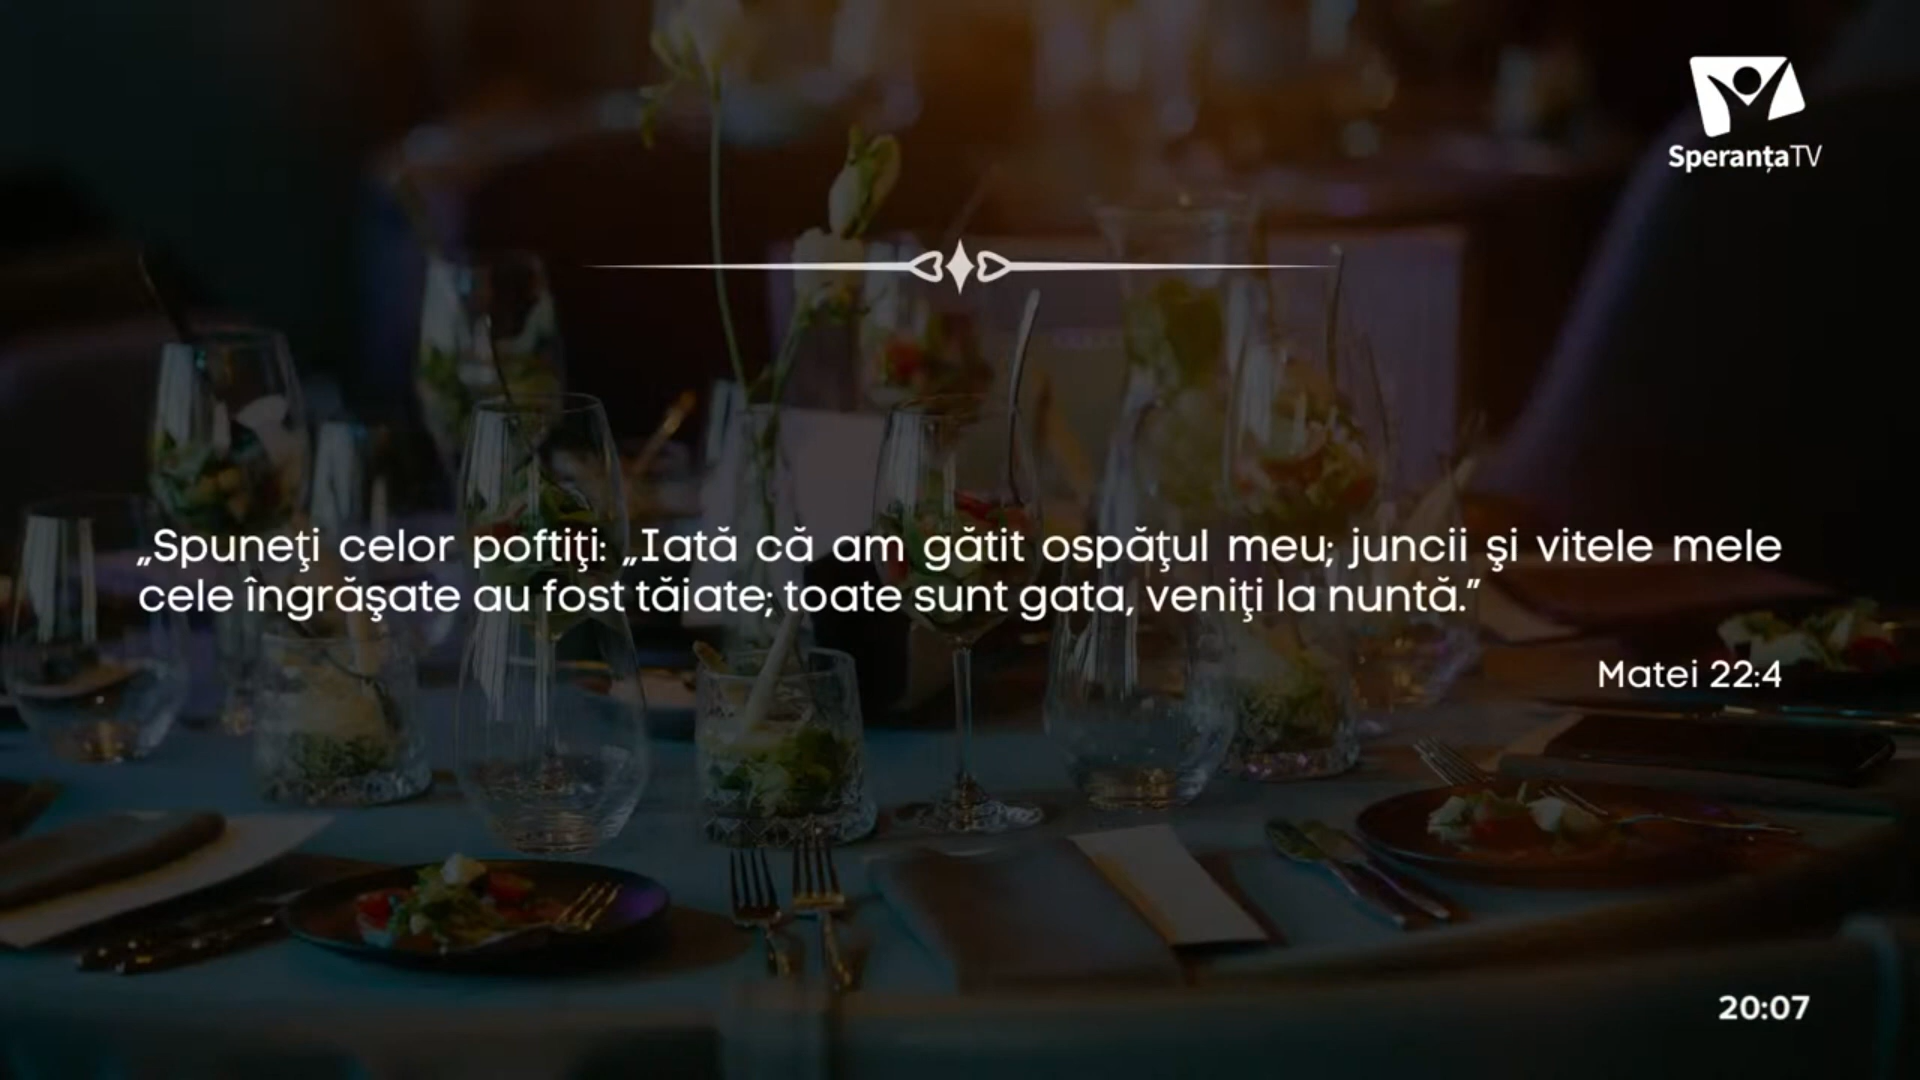 SperanțaTV
„Spuneţi celor poftiţi: „Iată că am gătit ospăţul meu; juncii şi vitele mele
cele îngrăşate au fost tăiate; toate sunt gata, veniţi la nuntă.”
Matei 22:4
20:07